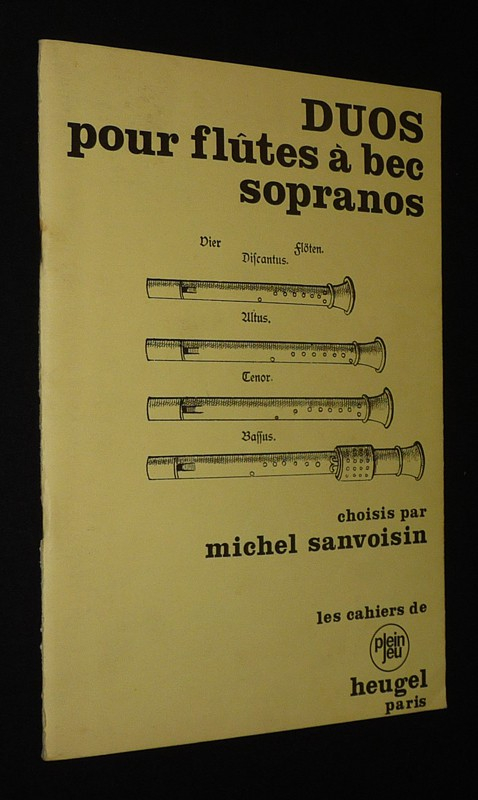 DUOS
pour flûtes à bec
sopranos
Vier Flöten.
Discantus.
Altus.
Tenor.
Bassus.
choisis par
michel sanvoisin
les cahiers de
plein
jeu
heugel
paris